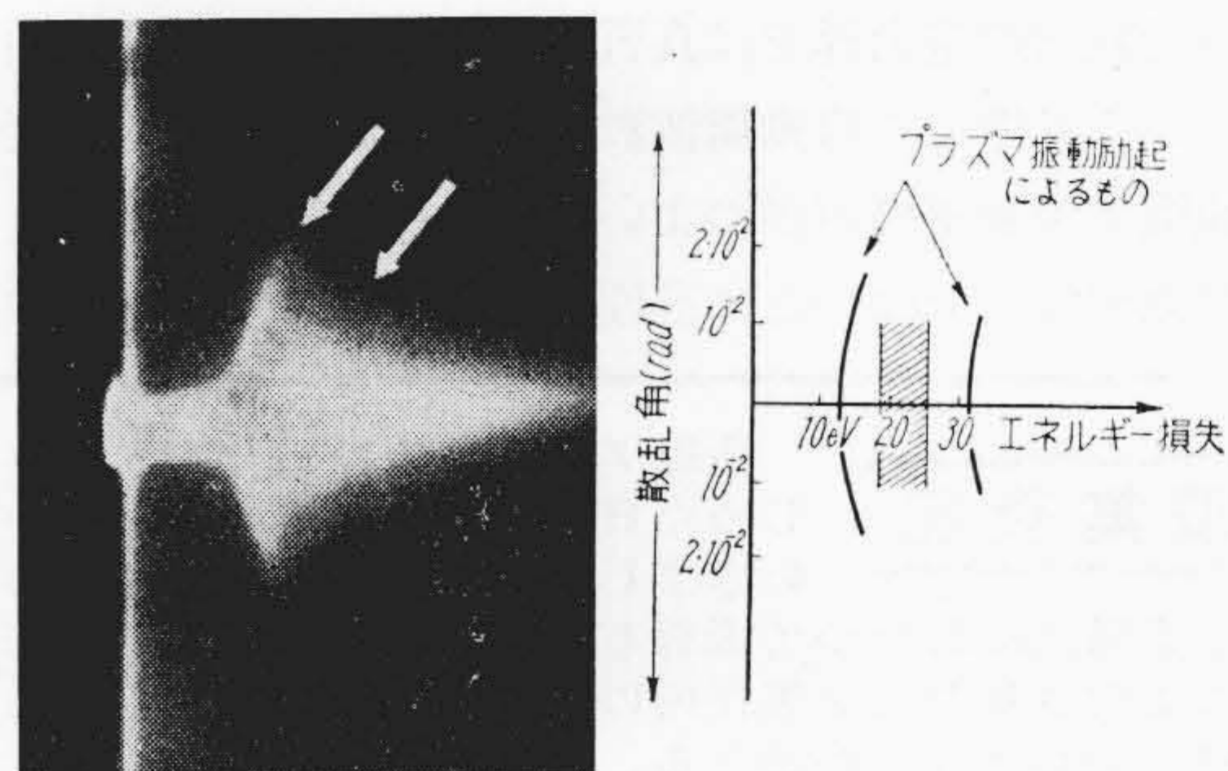 プラズマ振動励起
によるもの
2·10⁻²
10⁻²
散乱角(rad)
10eV 20 30 エネルギー損失
10⁻²
2·10⁻²